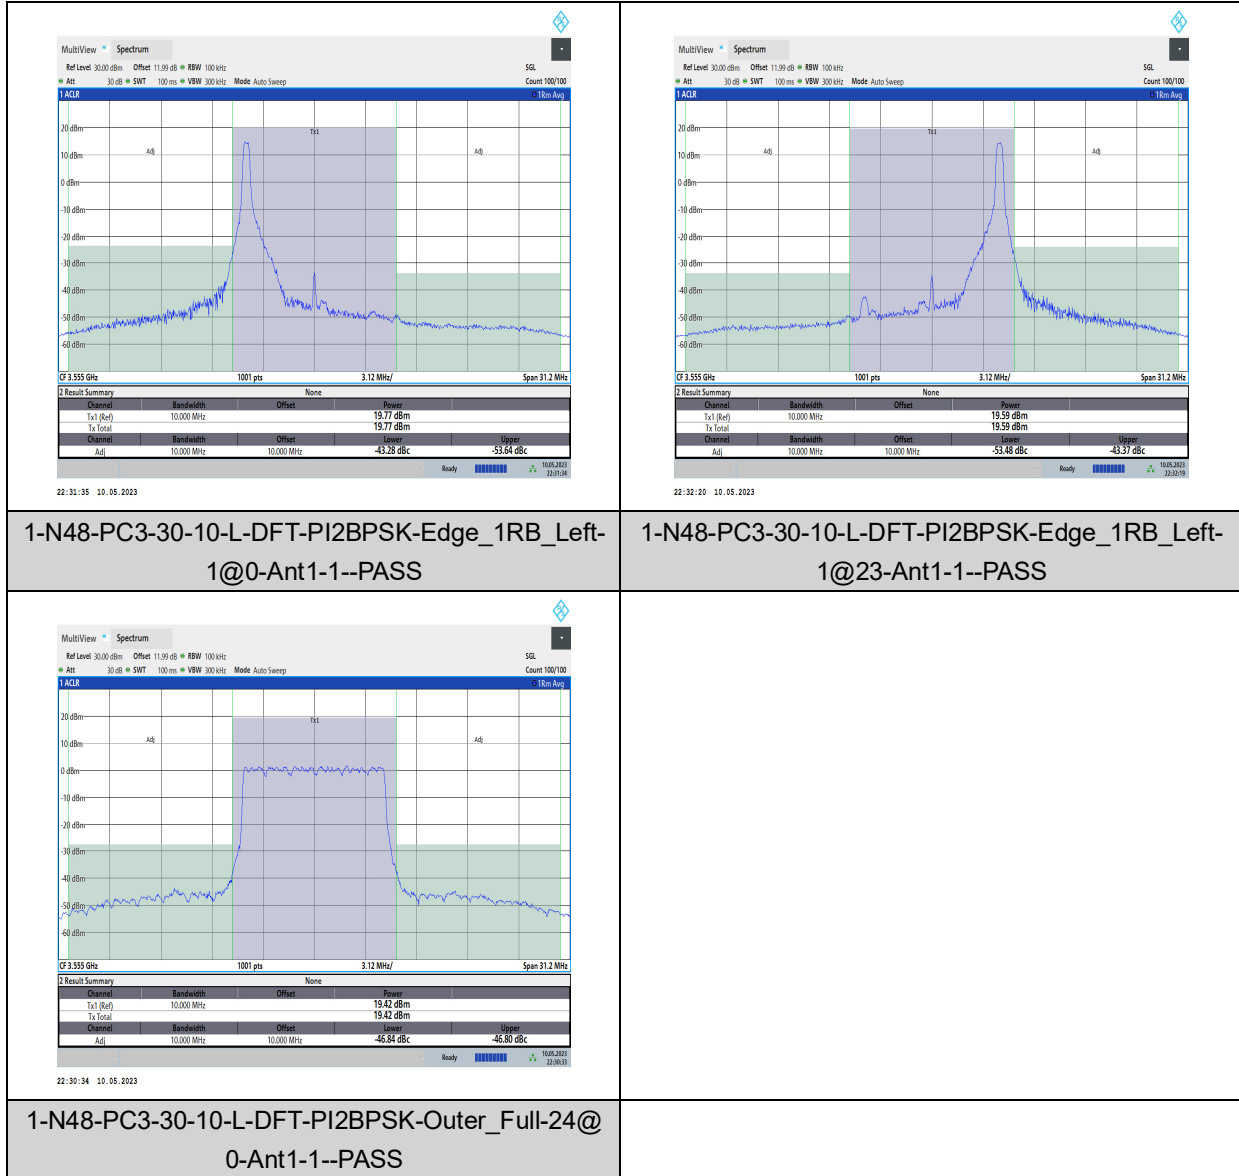 MultiView Spectrum
Ref Level 30.00 dBm Offset 11.99 dB RBW 100 kHz SGL
Att 30 dB SWT 100 ms VBW 300 kHz Mode Auto Sweep Count 100/100
1 ACLR 1Rm Avg
Tx1
20 dBm
Adj Adj
10 dBm
0 dBm
-10 dBm
-20 dBm
-30 dBm
-40 dBm
-50 dBm
-60 dBm
CF 3.555 GHz 1001 pts 3.12 MHz/ Span 31.2 MHz
2 Result Summary None
Channel Bandwidth Offset Power
Tx1 (Ref) 10.000 MHz 19.77 dBm
Tx Total 19.77 dBm
Channel Bandwidth Offset Lower Upper
Adj 10.000 MHz 10.000 MHz -43.28 dBc -53.64 dBc
Ready 10.05.2023
22:31:34
22:31:35 10.05.2023
1-N48-PC3-30-10-L-DFT-PI2BPSK-Edge_1RB_Left-
1@0-Ant1-1--PASS
MultiView Spectrum
Ref Level 30.00 dBm Offset 11.99 dB RBW 100 kHz SGL
Att 30 dB SWT 100 ms VBW 300 kHz Mode Auto Sweep Count 100/100
1 ACLR 1Rm Avg
Tx1
20 dBm
Adj Adj
10 dBm
0 dBm
-10 dBm
-20 dBm
-30 dBm
-40 dBm
-50 dBm
-60 dBm
CF 3.555 GHz 1001 pts 3.12 MHz/ Span 31.2 MHz
2 Result Summary None
Channel Bandwidth Offset Power
Tx1 (Ref) 10.000 MHz 19.59 dBm
Tx Total 19.59 dBm
Channel Bandwidth Offset Lower Upper
Adj 10.000 MHz 10.000 MHz -53.48 dBc -43.37 dBc
Ready 10.05.2023
22:32:19
22:32:20 10.05.2023
1-N48-PC3-30-10-L-DFT-PI2BPSK-Edge_1RB_Left-
1@23-Ant1-1--PASS
MultiView Spectrum
Ref Level 30.00 dBm Offset 11.99 dB RBW 100 kHz SGL
Att 30 dB SWT 100 ms VBW 300 kHz Mode Auto Sweep Count 100/100
1 ACLR 1Rm Avg
Tx1
20 dBm
Adj Adj
10 dBm
0 dBm
-10 dBm
-20 dBm
-30 dBm
-40 dBm
-50 dBm
-60 dBm
CF 3.555 GHz 1001 pts 3.12 MHz/ Span 31.2 MHz
2 Result Summary None
Channel Bandwidth Offset Power
Tx1 (Ref) 10.000 MHz 19.42 dBm
Tx Total 19.42 dBm
Channel Bandwidth Offset Lower Upper
Adj 10.000 MHz 10.000 MHz -46.84 dBc -46.80 dBc
Ready 10.05.2023
22:30:33
22:30:34 10.05.2023
1-N48-PC3-30-10-L-DFT-PI2BPSK-Outer_Full-24@
0-Ant1-1--PASS